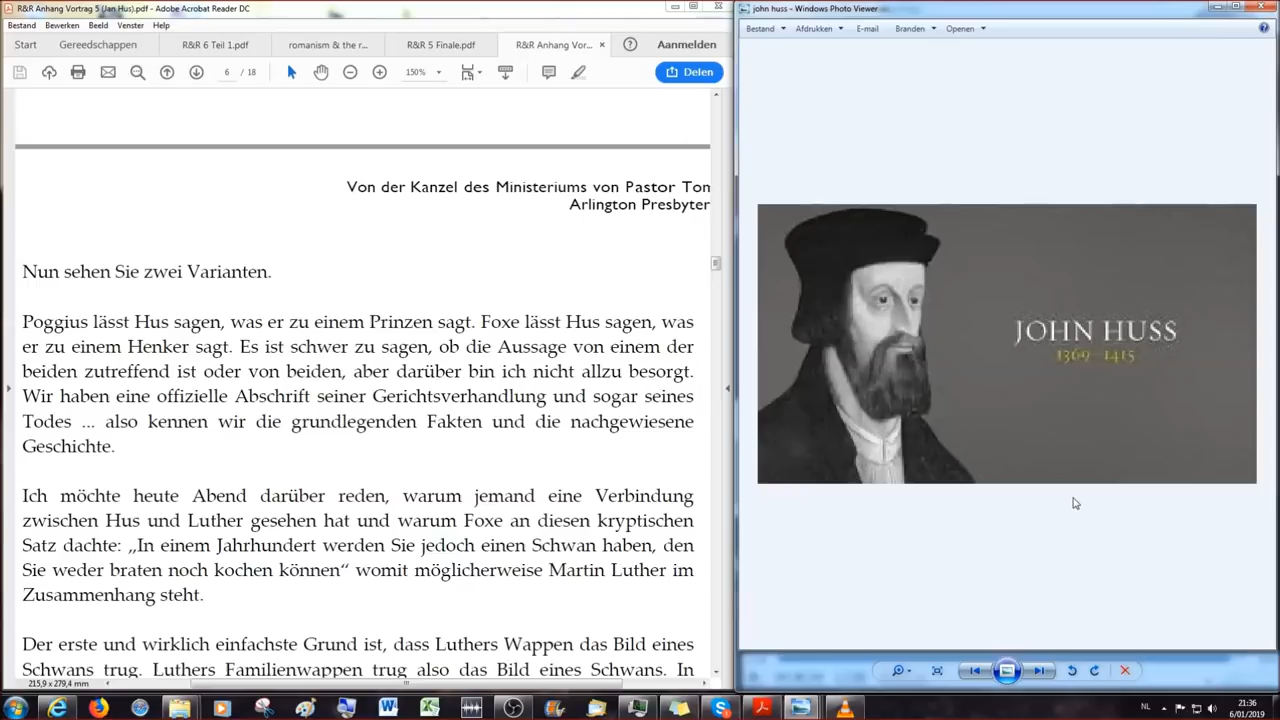 R&R Anhang Vortrag 5 (Jan Hus).pdf - Adobe Acrobat Reader DC
Bestand Bewerken Beeld Venster Help
Start Gereedschappen R&R 6 Teil 1.pdf romanism & the r... R&R 5 Finale.pdf R&R Anhang Vor... × Aanmelden
6 / 18 150% Delen
Von der Kanzel des Ministeriums von Pastor Tom
Arlington Presbyter
Nun sehen Sie zwei Varianten.
Poggius lässt Hus sagen, was er zu einem Prinzen sagt. Foxe lässt Hus sagen, was
er zu einem Henker sagt. Es ist schwer zu sagen, ob die Aussage von einem der
beiden zutreffend ist oder von beiden, aber darüber bin ich nicht allzu besorgt.
Wir haben eine offizielle Abschrift seiner Gerichtsverhandlung und sogar seines
Todes ... also kennen wir die grundlegenden Fakten und die nachgewiesene
Geschichte.
Ich möchte heute Abend darüber reden, warum jemand eine Verbindung
zwischen Hus und Luther gesehen hat und warum Foxe an diesen kryptischen
Satz dachte: „In einem Jahrhundert werden Sie jedoch einen Schwan haben, den
Sie weder braten noch kochen können“ womit möglicherweise Martin Luther im
Zusammenhang steht.
Der erste und wirklich einfachste Grund ist, dass Luthers Wappen das Bild eines
Schwans trug. Luthers Familienwappen trug also das Bild eines Schwans. In
215,9 x 279,4 mm
john huss - Windows Photo Viewer
Bestand Afdrukken E-mail Branden Openen
JOHN HUSS
1369 - 1415
NL 21:36
6/01/2019